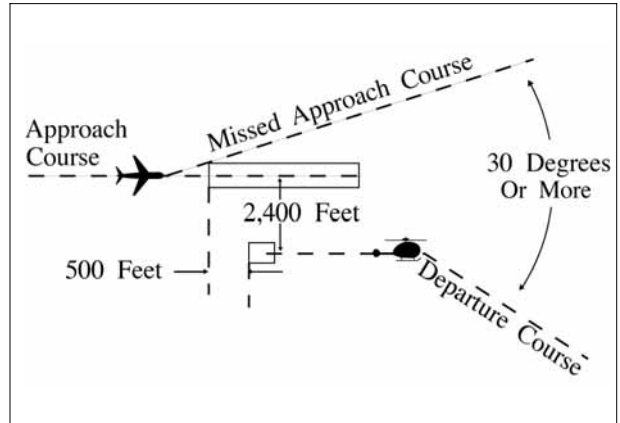 Missed Approach Course
Approach
Course
30 Degrees
Or More
2,400 Feet
500 Feet
Departure Course